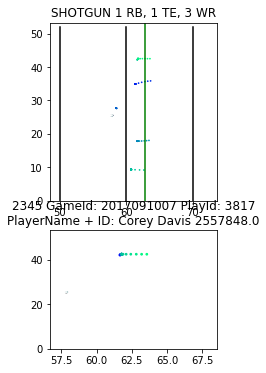 SHOTGUN 1 RB, 1 TE, 3 WR
50
40
30
20
10
0
50 60 70
2345 GameId: 2017091007 PlayId: 3817
PlayerName + ID: Corey Davis 2557848.0
40
20
0
57.5 60.0 62.5 65.0 67.5